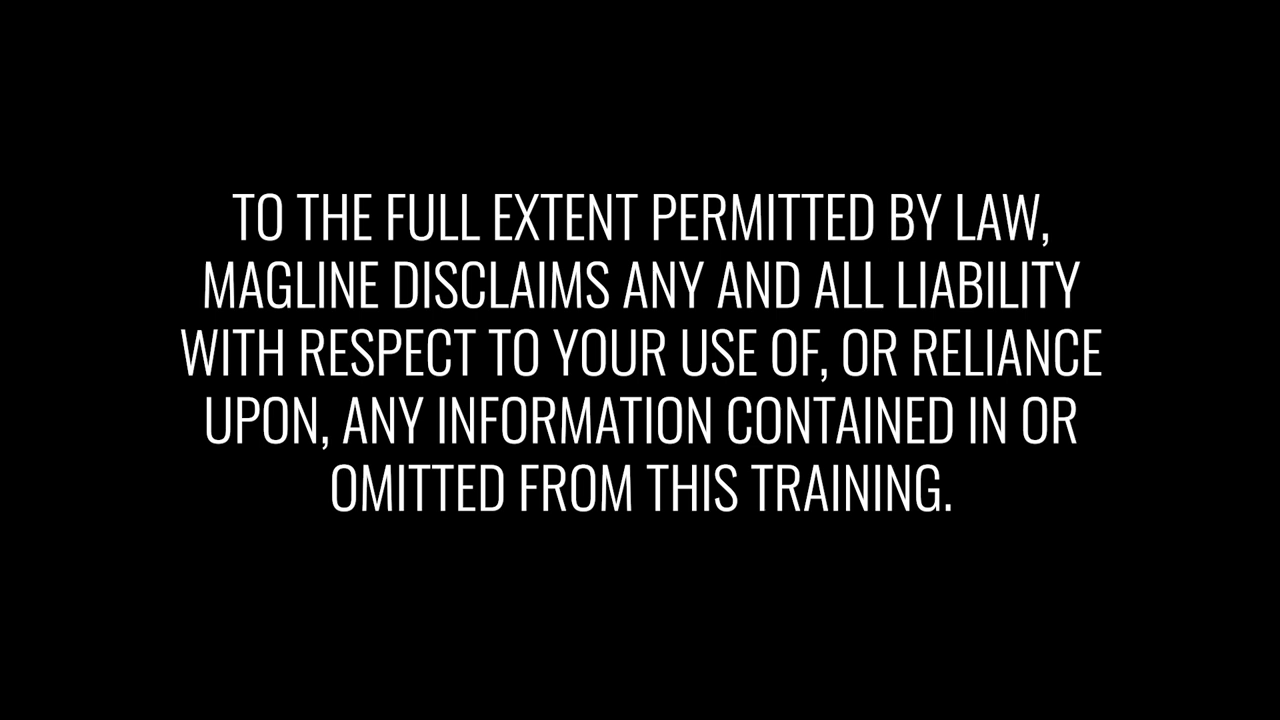 TO THE FULL EXTENT PERMITTED BY LAW,
MAGLINE DISCLAIMS ANY AND ALL LIABILITY
WITH RESPECT TO YOUR USE OF, OR RELIANCE
UPON, ANY INFORMATION CONTAINED IN OR
OMITTED FROM THIS TRAINING.